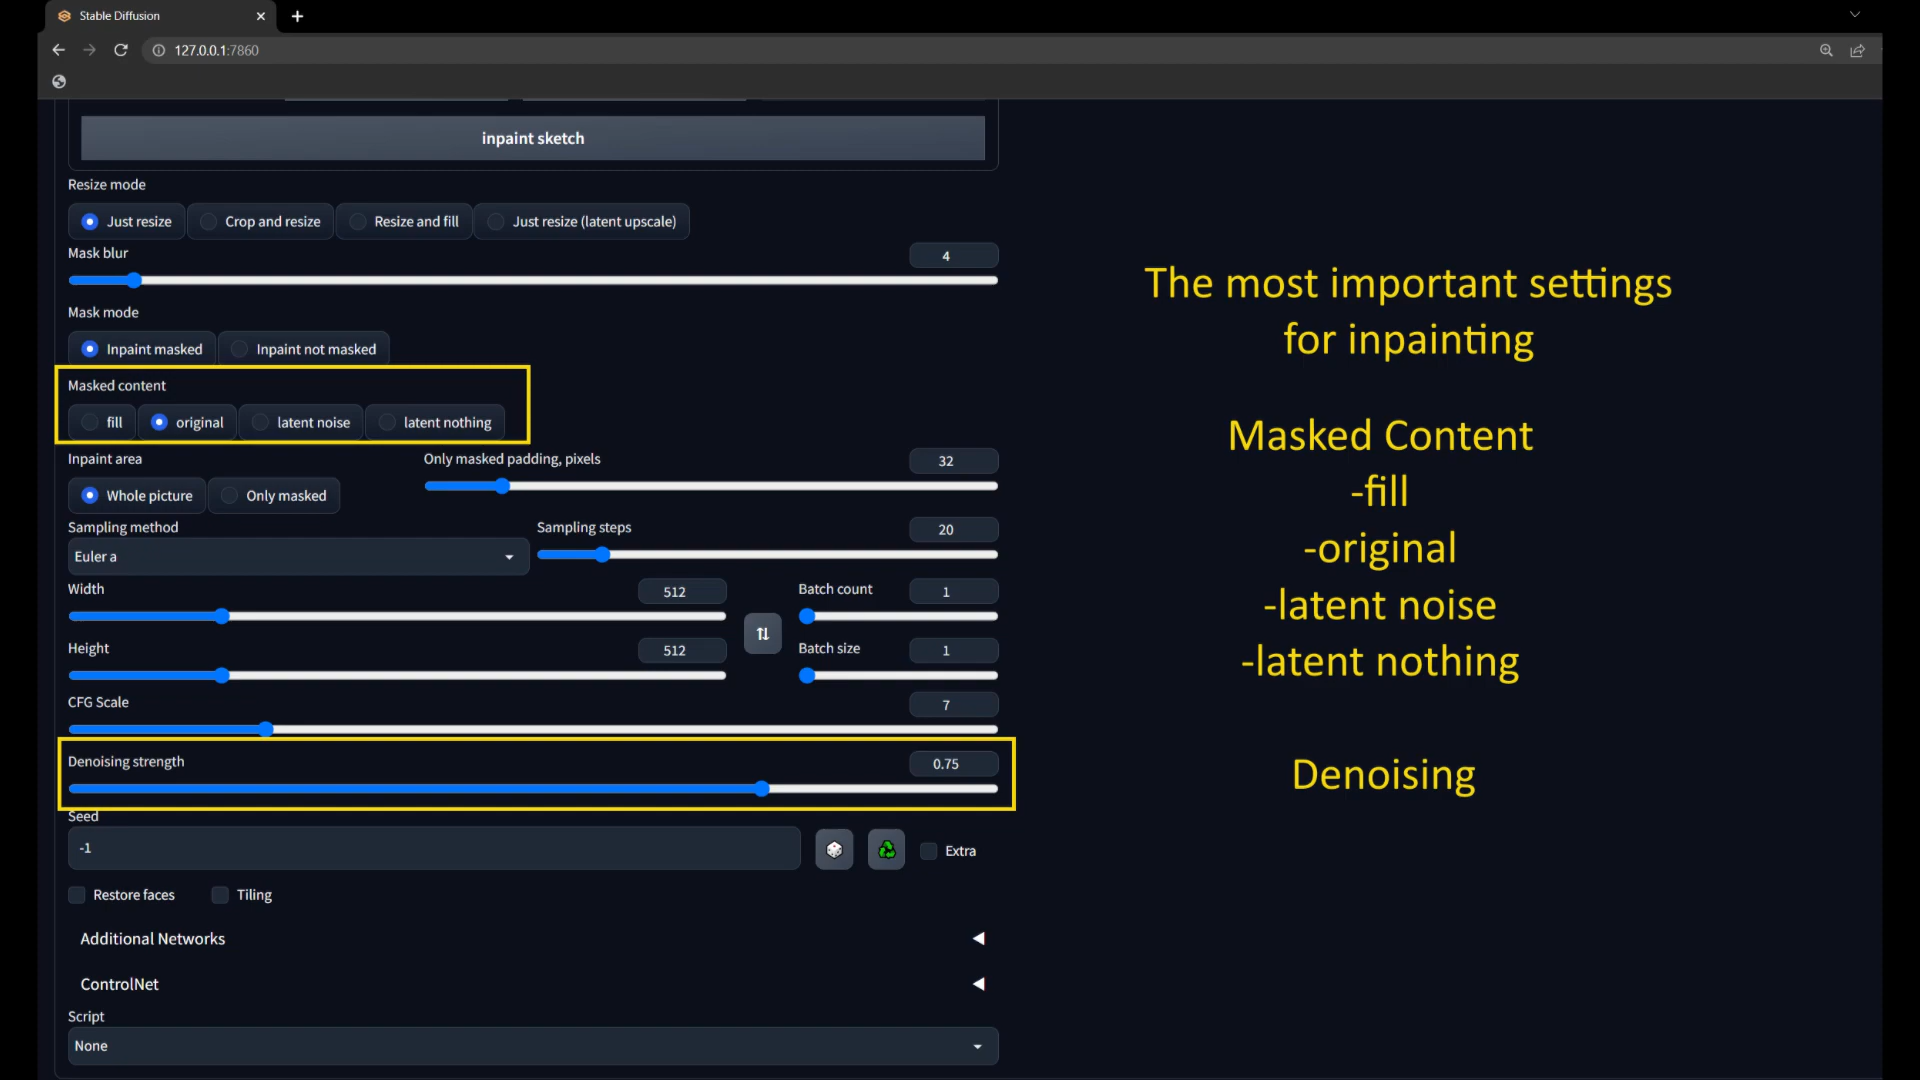 Stable Diffusion
127.0.0.1:7860
inpaint sketch
Resize mode
Just resize
Crop and resize
Resize and fill
Just resize (latent upscale)
Mask blur
4
Mask mode
Inpaint masked
Inpaint not masked
Masked content
fill
original
latent noise
latent nothing
Inpaint area
Whole picture
Only masked
Only masked padding, pixels
32
Sampling method
Euler a
Sampling steps
20
Width
512
Height
512
Batch count
1
Batch size
1
CFG Scale
7
Denoising strength
0.75
Seed
-1
Extra
Restore faces
Tiling
Additional Networks
ControlNet
Script
None
The most important settings
for inpainting
Masked Content
-fill
-original
-latent noise
-latent nothing
Denoising